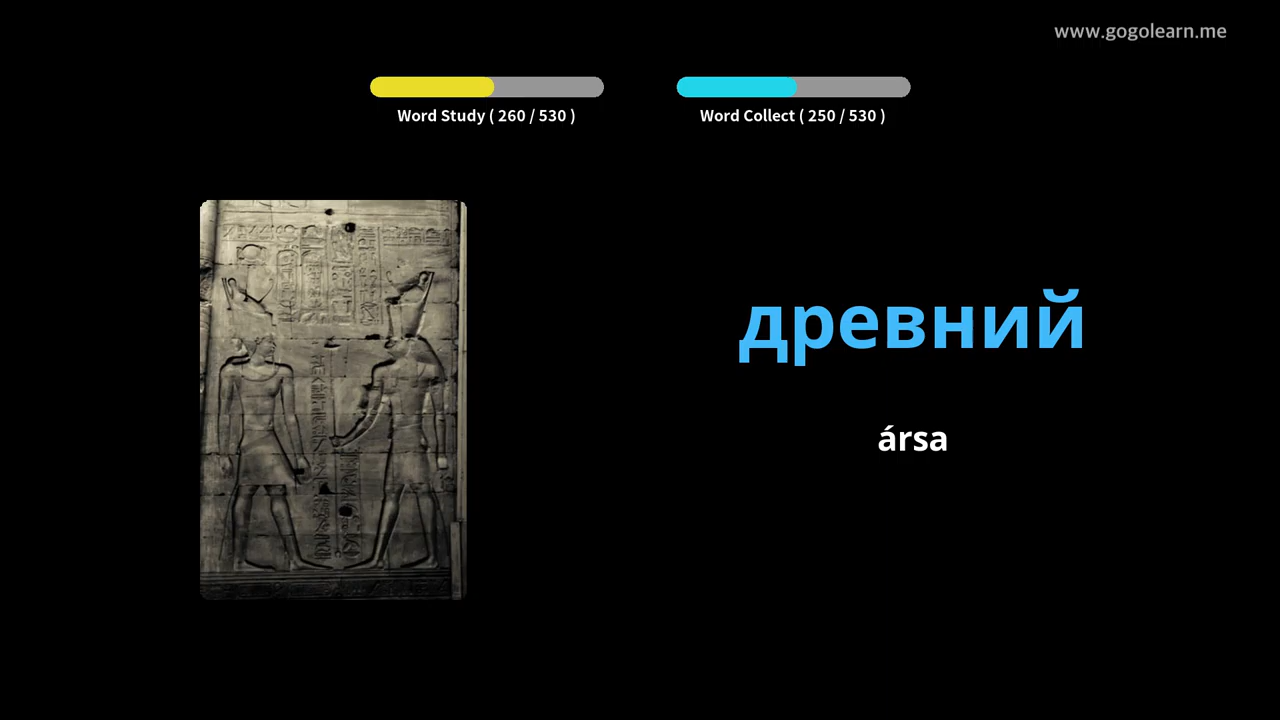 www.gogolearn.me
Word Study ( 260 / 530 )
Word Collect ( 250 / 530 )
древний
ársa